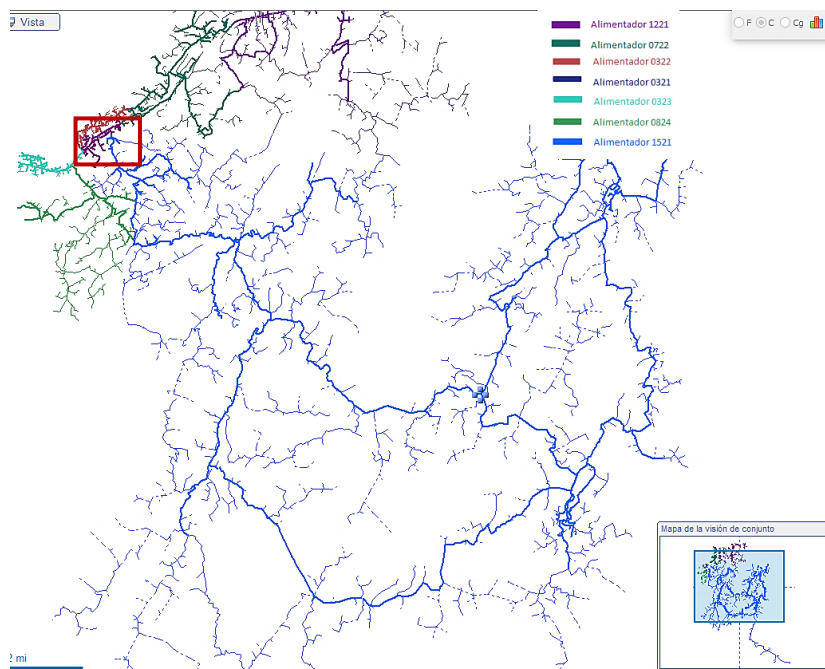 Vista
Alimentador 1221
Alimentador 0722
Alimentador 0322
Alimentador 0321
Alimentador 0323
Alimentador 0824
Alimentador 1521
F C Cg
Mapa de la visión de conjunto
2 mi